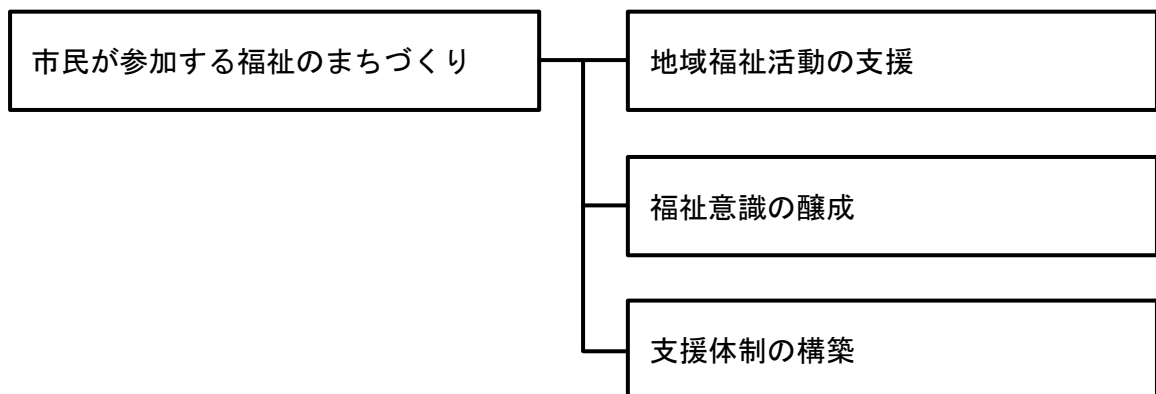 市民が参加する福祉のまちづくり
地域福祉活動の支援
福祉意識の醸成
支援体制の構築